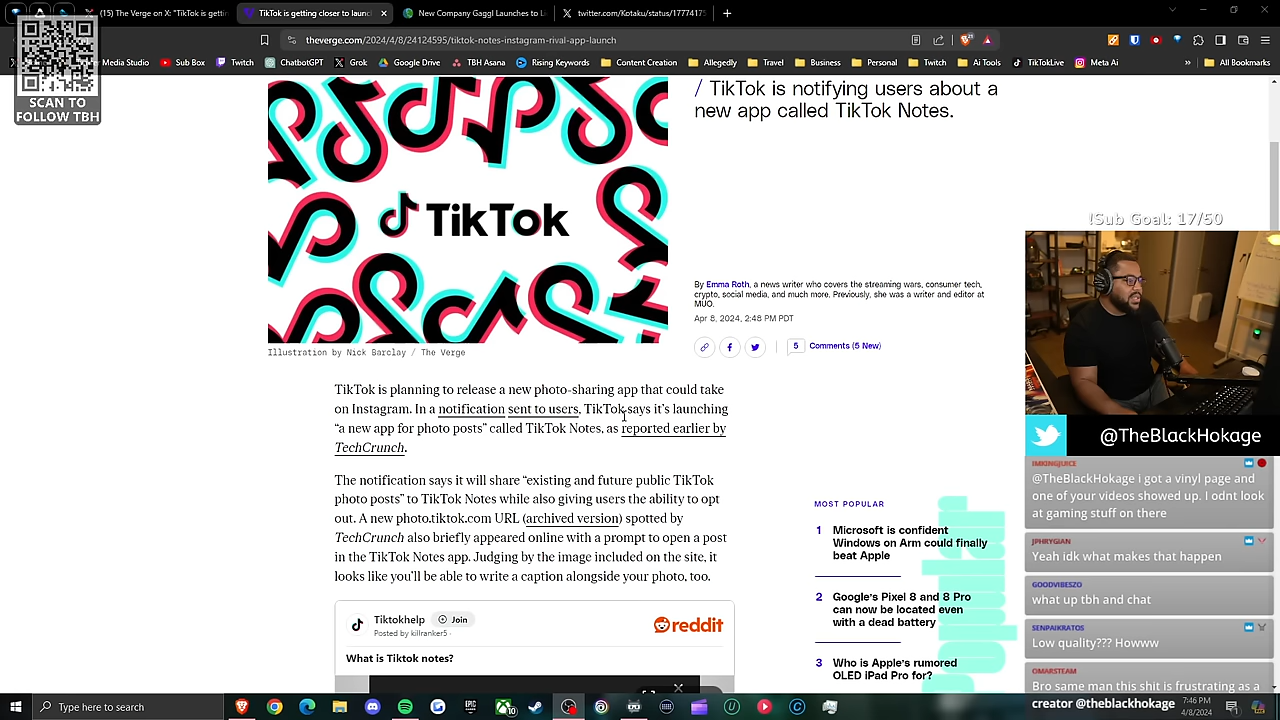 (15) The Verge on X: "TikTok is getti
TikTok is getting closer to launc
New Company Gaggl Launches to L
twitter.com/Kotaku/status/17774175
theverge.com/2024/4/8/24124595/tiktok-notes-instagram-rival-app-launch
Media Studio
Sub Box
Twitch
ChatbotGPT
Grok
Google Drive
TBH Asana
Rising Keywords
Content Creation
Allegedly
Travel
Business
Personal
Twitch
Ai Tools
TikTokLive
Meta Ai
All Bookmarks
SCAN TO
FOLLOW TBH
/ TikTok is notifying users about a
new app called TikTok Notes.
TikTok
By Emma Roth, a news writer who covers the streaming wars, consumer tech,
crypto, social media, and much more. Previously, she was a writer and editor at
MUO.
Apr 8, 2024, 2:48 PM PDT
5 Comments (5 New)
Illustration by Nick Barclay / The Verge
TikTok is planning to release a new photo-sharing app that could take
on Instagram. In a notification sent to users, TikTok says it’s launching
“a new app for photo posts” called TikTok Notes, as reported earlier by
TechCrunch.
The notification says it will share “existing and future public TikTok
photo posts” to TikTok Notes while also giving users the ability to opt
out. A new photo.tiktok.com URL (archived version) spotted by
TechCrunch also briefly appeared online with a prompt to open a post
in the TikTok Notes app. Judging by the image included on the site, it
looks like you’ll be able to write a caption alongside your photo, too.
Tiktokhelp Join
Posted by killranker5 ·
reddit
What is Tiktok notes?
MOST POPULAR
1 Microsoft is confident
Windows on Arm could finally
beat Apple
2 Google’s Pixel 8 and 8 Pro
can now be located even
with a dead battery
3 Who is Apple’s rumored
OLED iPad Pro for?
!Sub Goal: 17/50
@TheBlackHokage
IMKINGJUICE
@TheBlackHokage i got a vinyl page and
one of your videos showed up. I odnt look
at gaming stuff on there
JPHRYGIAN
Yeah idk what makes that happen
GOODVIBESZO
what up tbh and chat
SENPAIKRATOS
Low quality??? Howww
OMARSTEAM
Bro same man this shit is frustrating as a
creator @theblackhokage
Type here to search
10
7:46 PM
4/8/2024
1